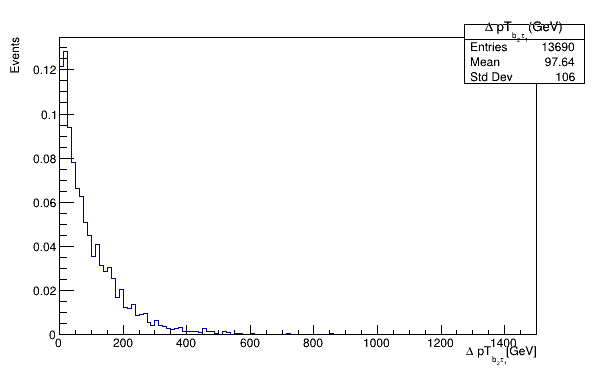 Δ pT_{b₂τ₁}(GeV)
Entries 13690
Mean 97.64
Std Dev 106
Events
0.12
0.1
0.08
0.06
0.04
0.02
0
0 200 400 600 800 1000 1200 1400
Δ pT_{b₂τ₁}[GeV]